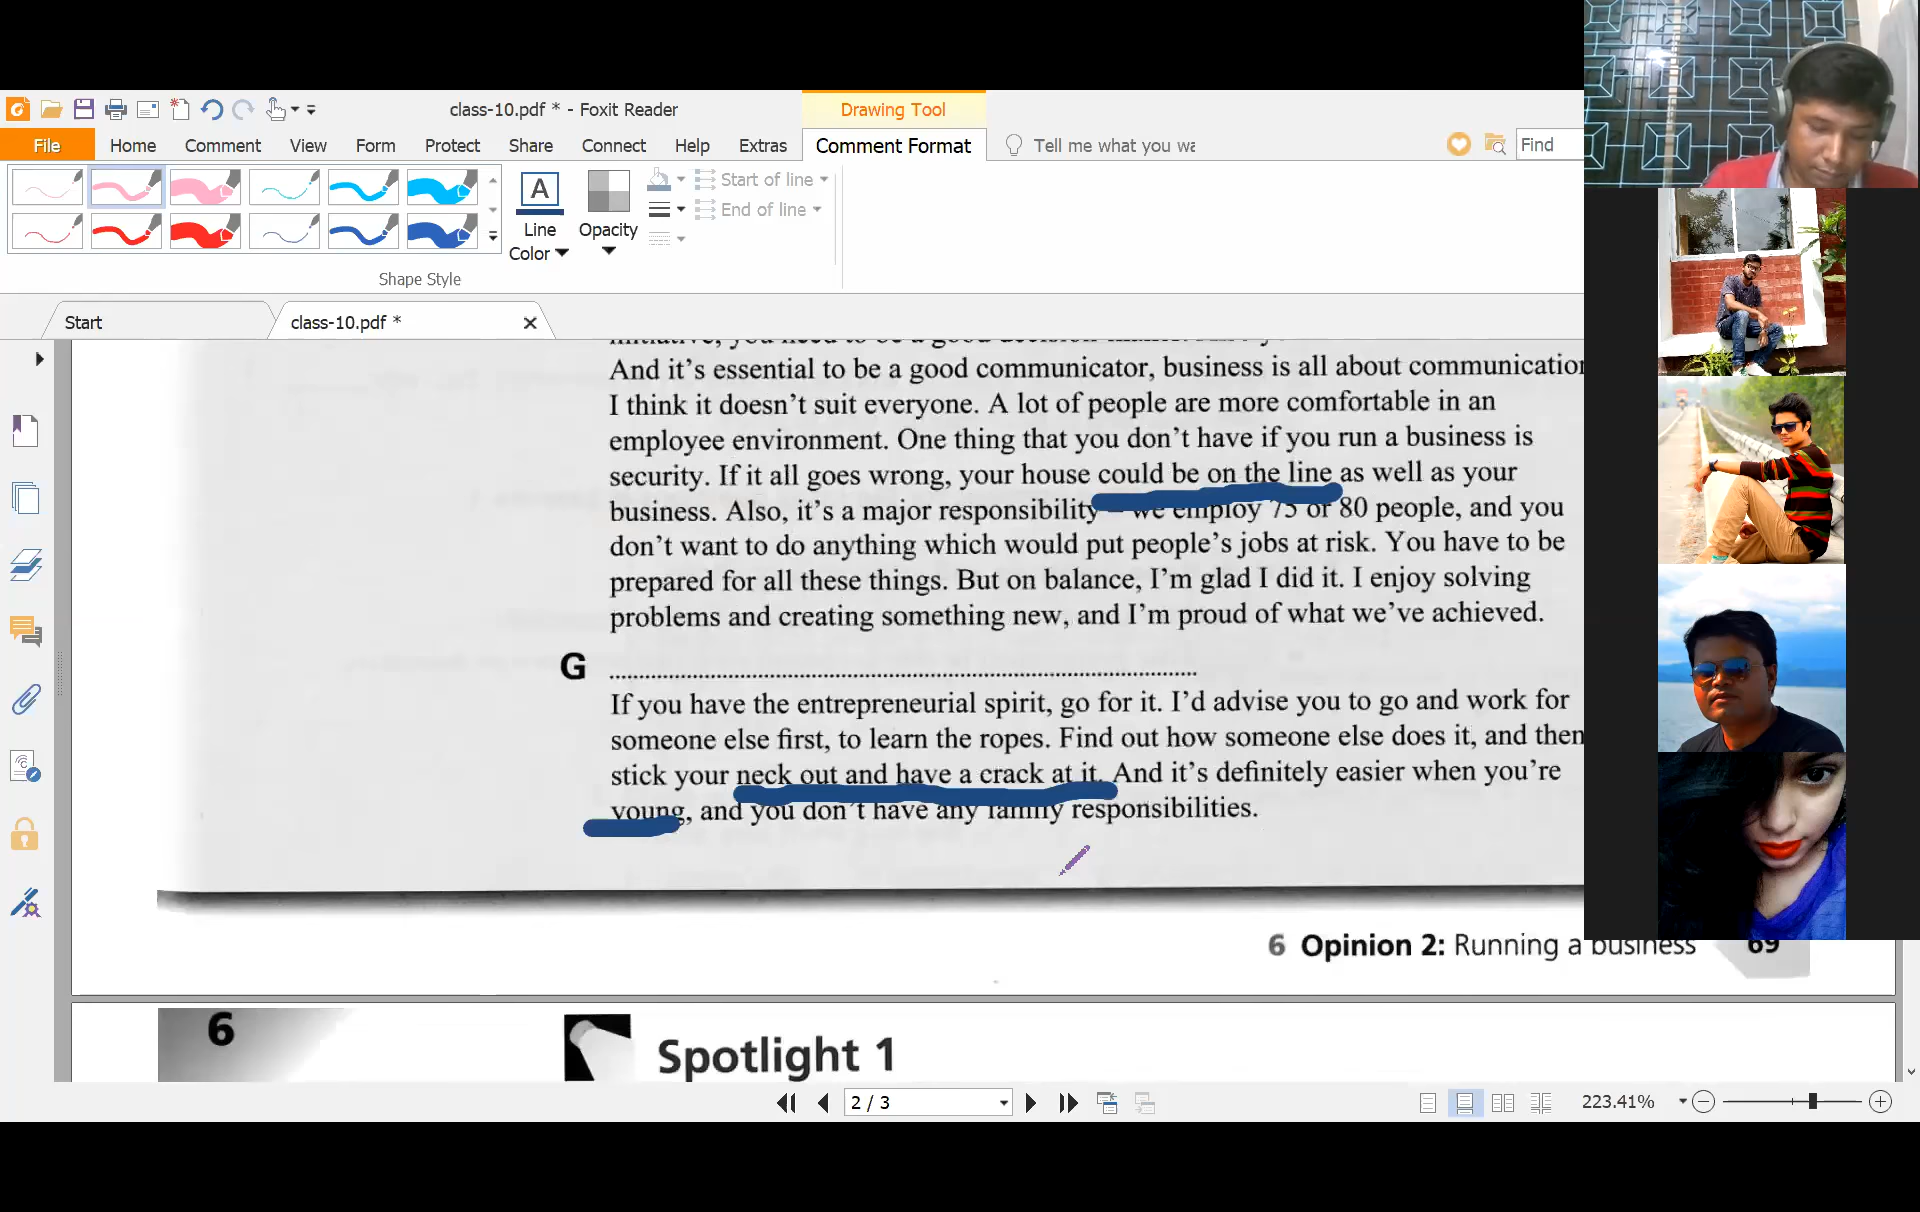 class-10.pdf * - Foxit Reader
Drawing Tool
File Home Comment View Form Protect Share Connect Help Extras Comment Format Tell me what you wa Find
Line Color
Opacity
Start of line
End of line
Shape Style
Start
class-10.pdf *
And it's essential to be a good communicator, business is all about communication
I think it doesn't suit everyone. A lot of people are more comfortable in an
employee environment. One thing that you don't have if you run a business is
security. If it all goes wrong, your house could be on the line as well as your
business. Also, it's a major responsibility – we employ 75 or 80 people, and you
don't want to do anything which would put people's jobs at risk. You have to be
prepared for all these things. But on balance, I'm glad I did it. I enjoy solving
problems and creating something new, and I'm proud of what we've achieved.
G
If you have the entrepreneurial spirit, go for it. I'd advise you to go and work for
someone else first, to learn the ropes. Find out how someone else does it, and then
stick your neck out and have a crack at it. And it's definitely easier when you're
young, and you don't have any family responsibilities.
6 Opinion 2: Running a business 69
6
Spotlight 1
2 / 3
223.41%